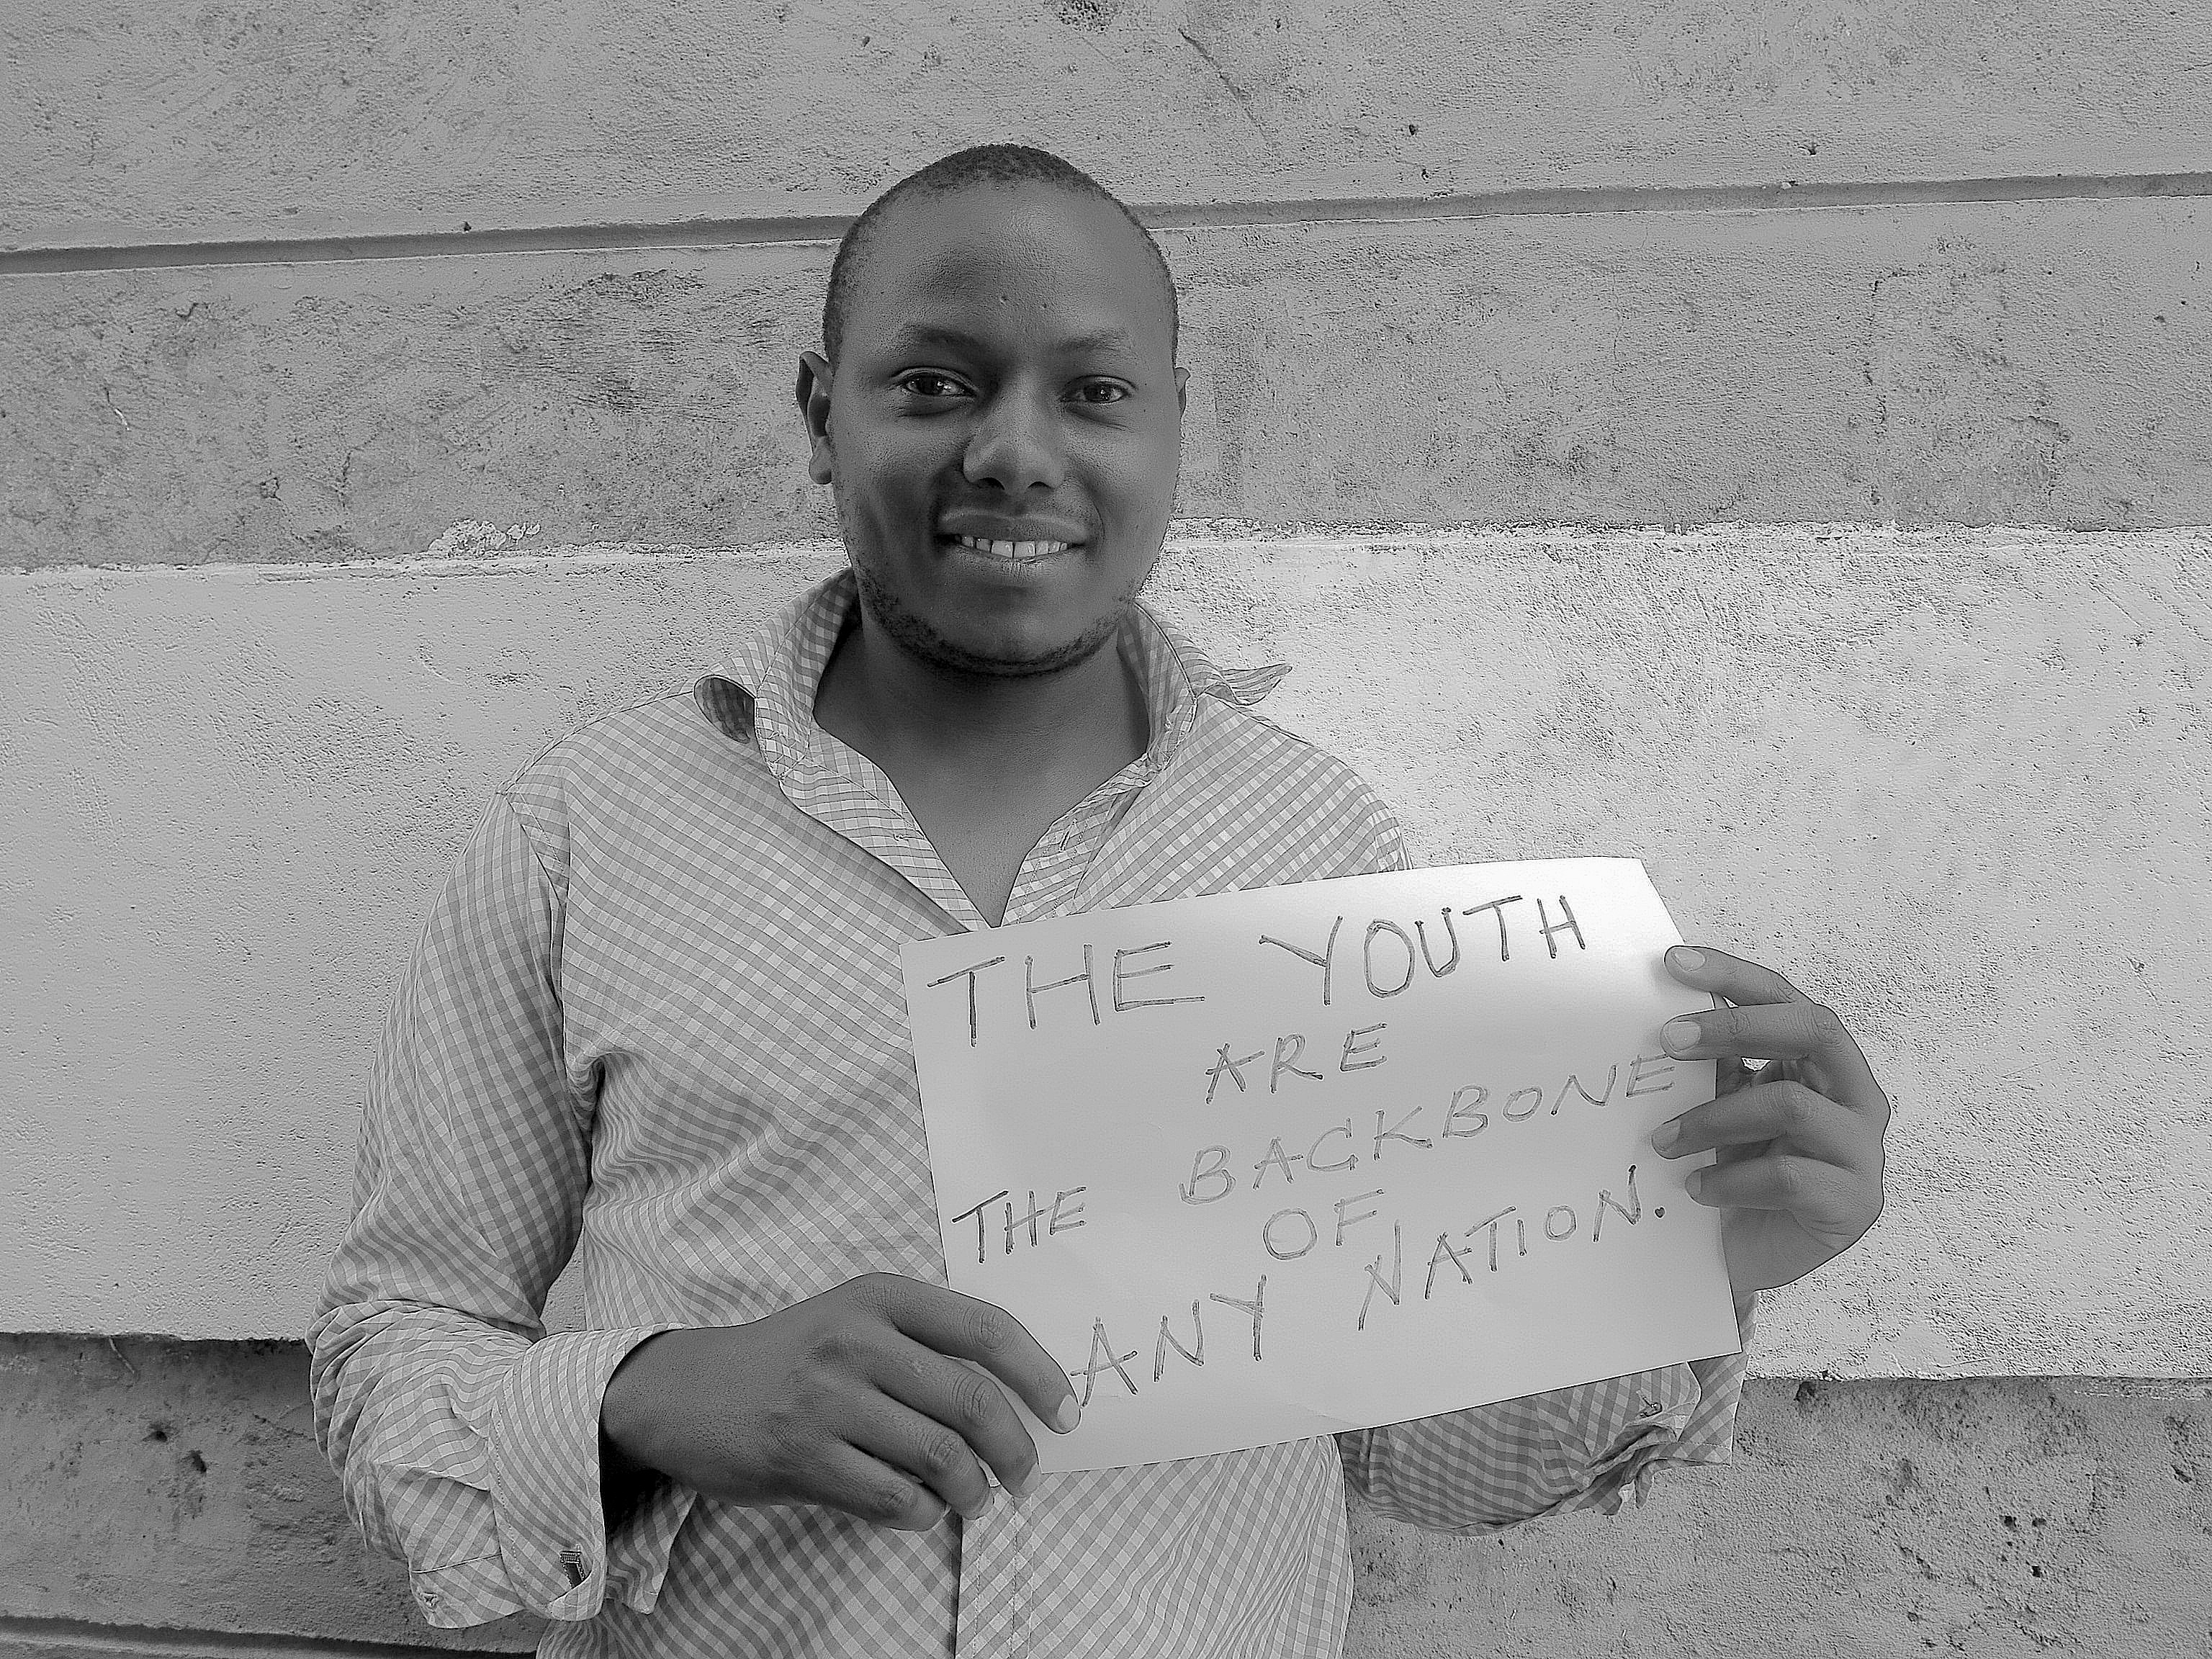 THE YOUTH
ARE
THE BACKBONE
OF
ANY NATION.